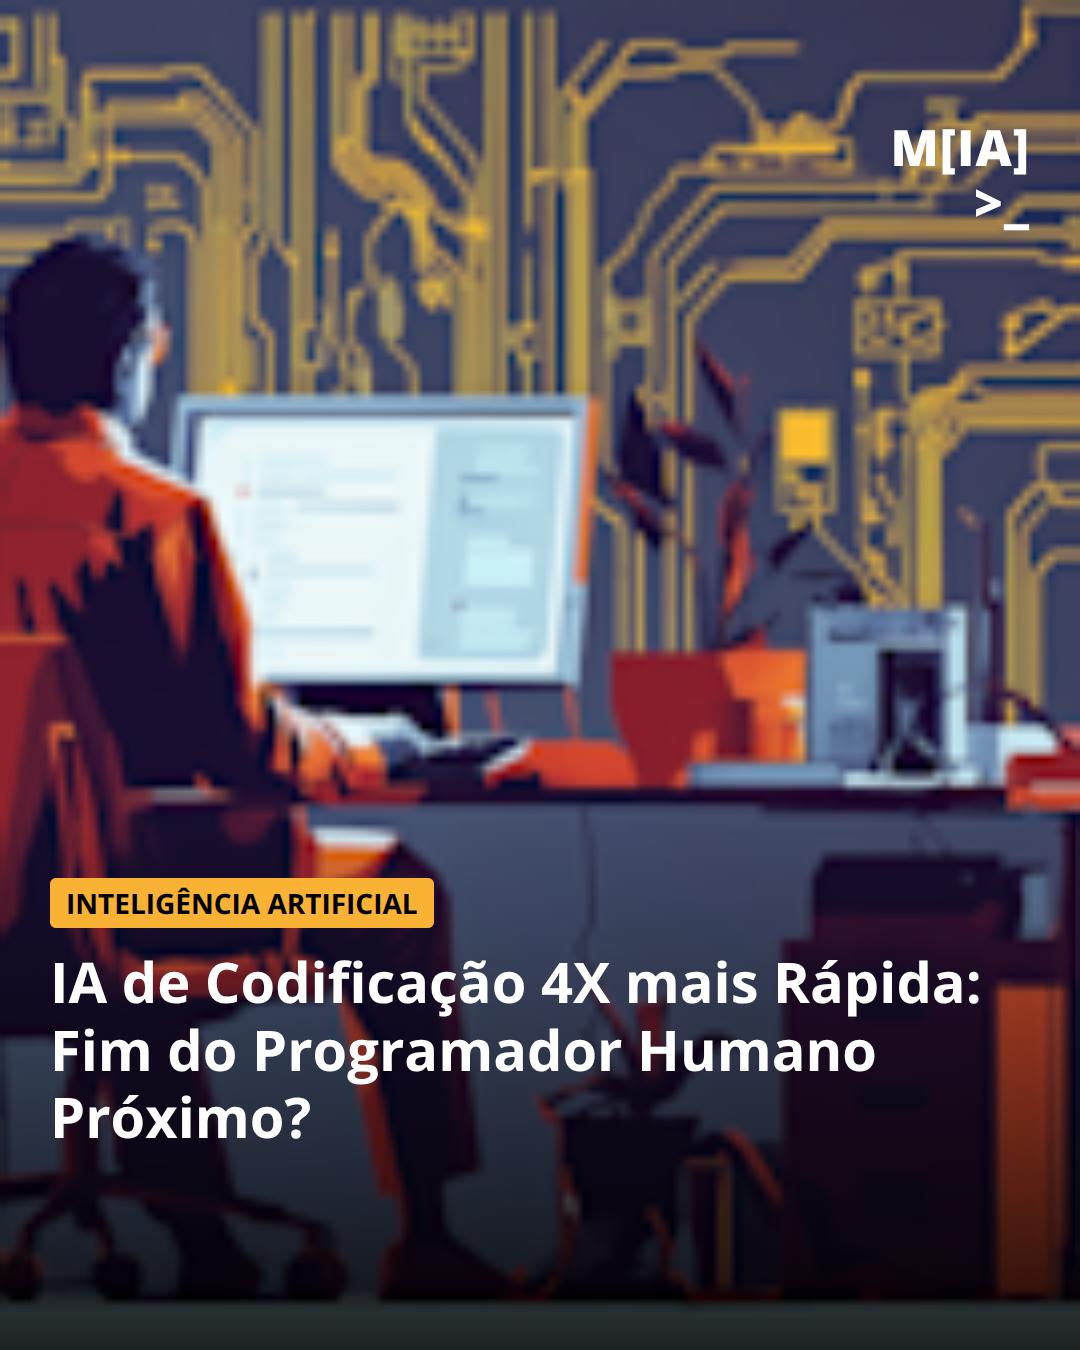 M[IA]
>_
INTELIGÊNCIA ARTIFICIAL
IA de Codificação 4X mais Rápida:
Fim do Programador Humano
Próximo?